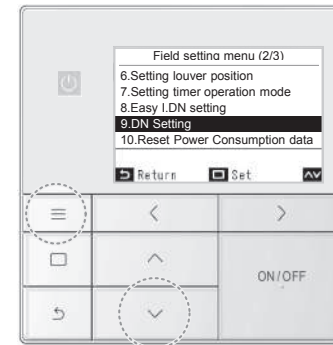 Field setting menu (2/3)
6.Setting louver position
7.Setting timer operation mode
8.Easy I.DN setting
9.DN Setting
10.Reset Power Consumption data
Return Set
ON/OFF